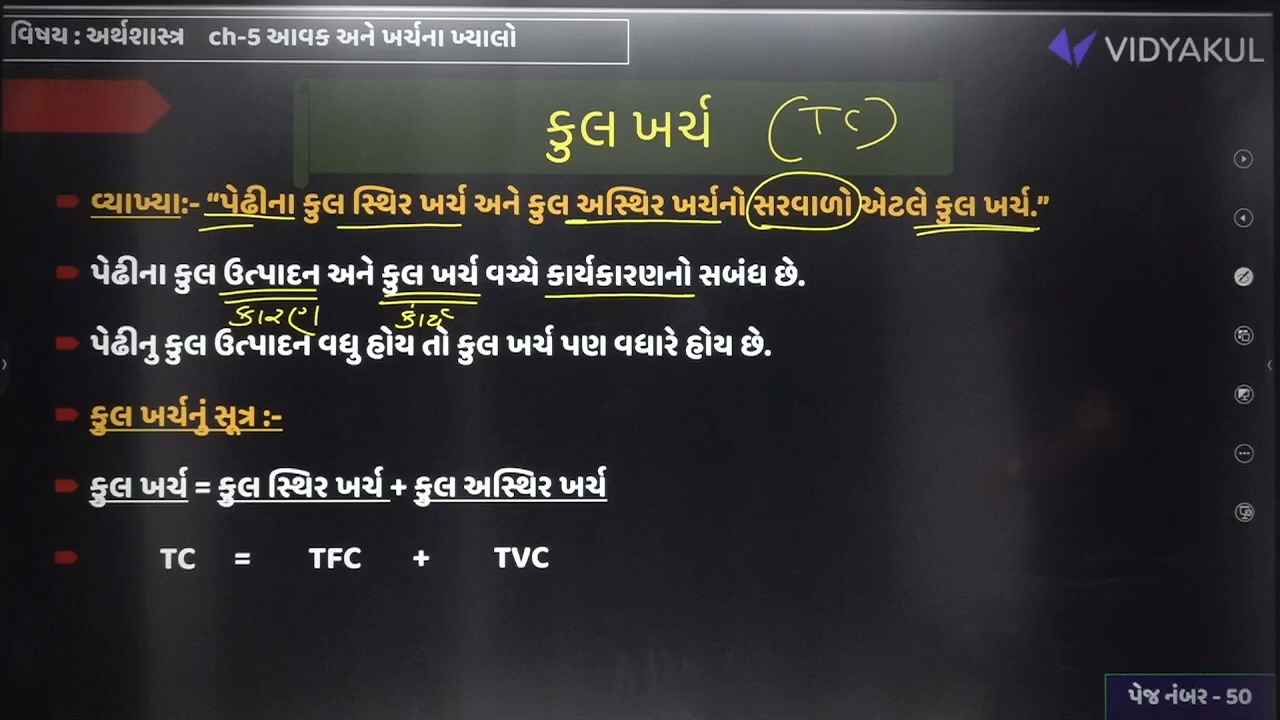 વિષય : અર્થશાસ્ત્ર ch-5 આવક અને ખર્ચના ખ્યાલો
VIDYAKUL
કુલ ખર્ચ (TC)
વ્યાખ્યા:- “પેઢીના કુલ સ્થિર ખર્ચ અને કુલ અસ્થિર ખર્ચનો સરવાળો એટલે કુલ ખર્ચ.”
પેઢીના કુલ ઉત્પાદન અને કુલ ખર્ચ વચ્ચે કાર્યકારણનો સબંધ છે.
કારણ કાર્ય
પેઢીનુ કુલ ઉત્પાદન વધુ હોય તો કુલ ખર્ચ પણ વધારે હોય છે.
કુલ ખર્ચનું સૂત્ર :-
કુલ ખર્ચ = કુલ સ્થિર ખર્ચ + કુલ અસ્થિર ખર્ચ
TC = TFC + TVC
પેજ નંબર - 50